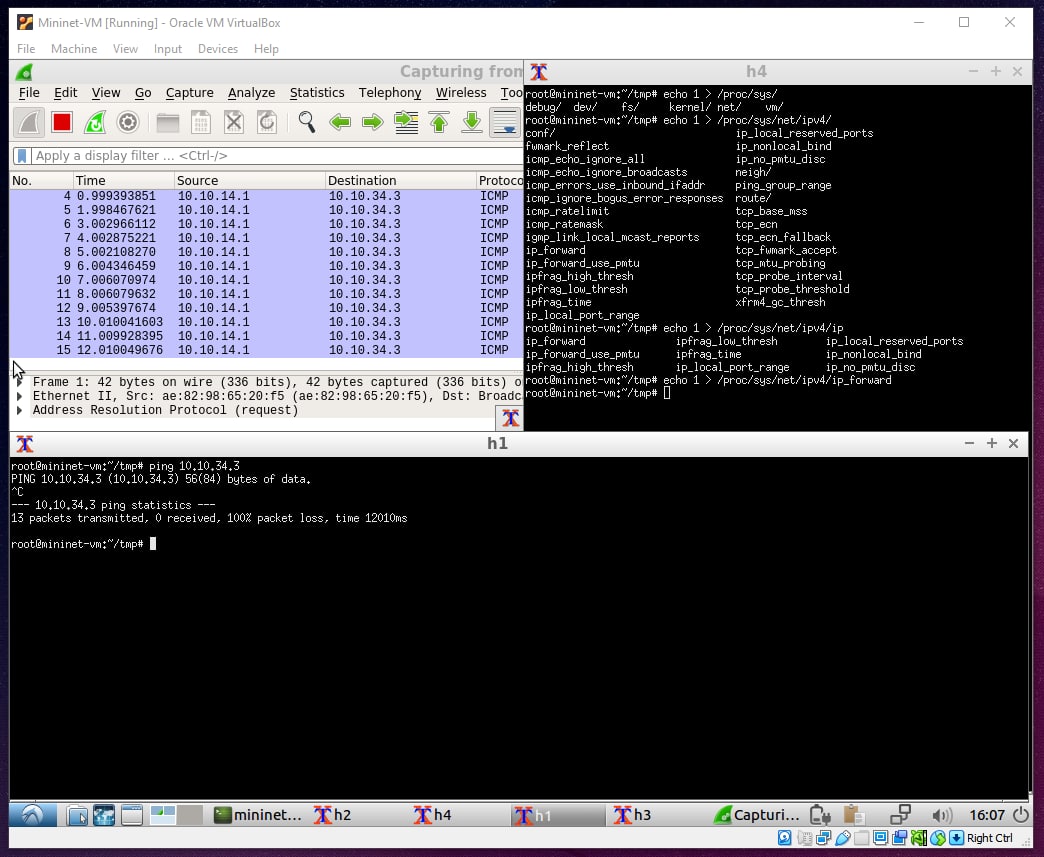 Mininet-VM [Running] - Oracle VM VirtualBox
File Machine View Input Devices Help
Capturing from
File Edit View Go Capture Analyze Statistics Telephony Wireless Too
Apply a display filter ... <Ctrl-/>
No. Time Source Destination Protoco
4 0.999393851 10.10.14.1 10.10.34.3 ICMP
5 1.998467621 10.10.14.1 10.10.34.3 ICMP
6 3.002966112 10.10.14.1 10.10.34.3 ICMP
7 4.002875221 10.10.14.1 10.10.34.3 ICMP
8 5.002108270 10.10.14.1 10.10.34.3 ICMP
9 6.004346459 10.10.14.1 10.10.34.3 ICMP
10 7.006070974 10.10.14.1 10.10.34.3 ICMP
11 8.006079632 10.10.14.1 10.10.34.3 ICMP
12 9.005397674 10.10.14.1 10.10.34.3 ICMP
13 10.010041603 10.10.14.1 10.10.34.3 ICMP
14 11.009928395 10.10.14.1 10.10.34.3 ICMP
15 12.010049676 10.10.14.1 10.10.34.3 ICMP
Frame 1: 42 bytes on wire (336 bits), 42 bytes captured (336 bits) o
Ethernet II, Src: ae:82:98:65:20:f5 (ae:82:98:65:20:f5), Dst: Broadc
Address Resolution Protocol (request)
h4
root@mininet-vm:~/tmp# echo 1 > /proc/sys/
debug/ dev/ fs/ kernel/ net/ vm/
root@mininet-vm:~/tmp# echo 1 > /proc/sys/net/ipv4/
conf/ ip_local_reserved_ports
fwmark_reflect ip_nonlocal_bind
icmp_echo_ignore_all ip_no_pmtu_disc
icmp_echo_ignore_broadcasts neigh/
icmp_errors_use_inbound_ifaddr ping_group_range
icmp_ignore_bogus_error_responses route/
icmp_ratelimit tcp_base_mss
icmp_ratemask tcp_ecn
igmp_link_local_mcast_reports tcp_ecn_fallback
ip_forward tcp_fwmark_accept
ip_forward_use_pmtu tcp_mtu_probing
ipfrag_high_thresh tcp_probe_interval
ipfrag_low_thresh tcp_probe_threshold
ipfrag_time xfrm4_gc_thresh
ip_local_port_range
root@mininet-vm:~/tmp# echo 1 > /proc/sys/net/ipv4/ip
ip_forward ipfrag_low_thresh ip_local_reserved_ports
ip_forward_use_pmtu ipfrag_time ip_nonlocal_bind
ipfrag_high_thresh ip_local_port_range ip_no_pmtu_disc
root@mininet-vm:~/tmp# echo 1 > /proc/sys/net/ipv4/ip_forward
root@mininet-vm:~/tmp#
h1
root@mininet-vm:~/tmp# ping 10.10.34.3
PING 10.10.34.3 (10.10.34.3) 56(84) bytes of data.
^C
--- 10.10.34.3 ping statistics ---
13 packets transmitted, 0 received, 100% packet loss, time 12010ms
root@mininet-vm:~/tmp#
mininet... h2 h4 h1 h3 Capturi... 16:07
Right Ctrl